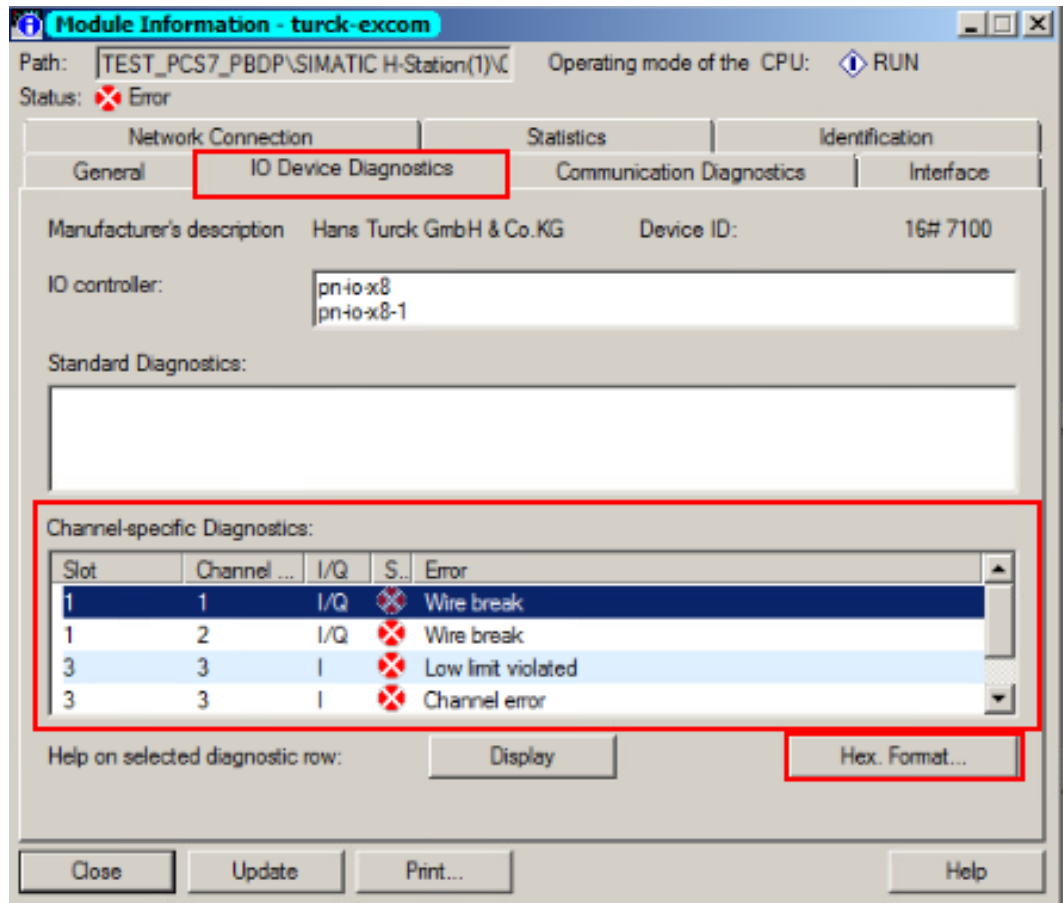 Module Information - turck-excom
Path: TEST_PCS7_PBDP\SIMATIC H-Station(1)\ Operating mode of the CPU: RUN
Status: Error
Network Connection Statistics Identification
General IO Device Diagnostics Communication Diagnostics Interface
Manufacturer's description Hans Turck GmbH & Co.KG Device ID: 16# 7100
IO controller: pn-io-x8
pn-io-x8-1
Standard Diagnostics:
Channel-specific Diagnostics:
Slot Channel ... I/Q S.. Error
1 1 I/Q Wire break
1 2 I/Q Wire break
3 3 I Low limit violated
3 3 I Channel error
Help on selected diagnostic row: Display Hex. Format...
Close Update Print... Help